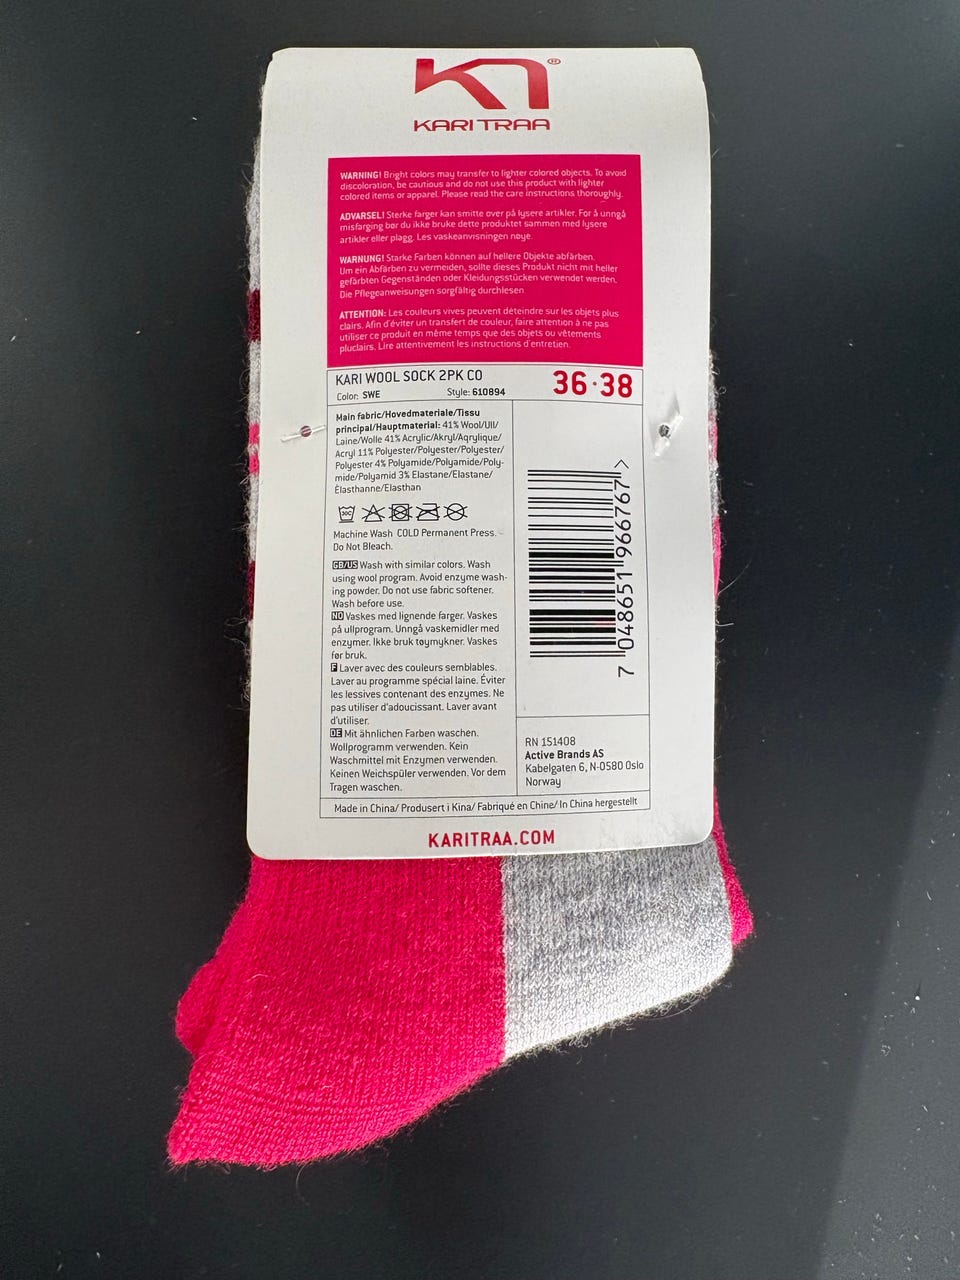 KARI TRAA
WARNING! Bright colors may transfer to lighter colored objects. To avoid
discoloration, be cautious and do not use this product with lighter
colored items or apparel. Please read the care instructions thoroughly.
ADVARSEL! Sterke farger kan smitte over på lysere artikler. For å unngå
misfarging bør du ikke bruke dette produktet sammen med lysere
artikler eller plagg. Les vaskeanvisningen nøye.
WARNUNG! Starke Farben können auf hellere Objekte abfärben.
Um ein Abfärben zu vermeiden, sollte dieses Produkt nicht mit heller
gefärbten Gegenständen oder Kleidungsstücken verwendet werden.
Die Pflegeanweisungen sorgfältig durchlesen
ATTENTION: Les couleurs vives peuvent déteindre sur les objets plus
clairs. Afin d'éviter un transfert de couleur, faire attention à ne pas
utiliser ce produit en même temps que des objets ou vêtements
pluclairs. Lire attentivement les instructions d'entretien.
KARI WOOL SOCK 2PK CO
Color: SWE
Style: 610894
36·38
Main fabric/Hovedmateriale/Tissu
principal/Hauptmaterial: 41% Wool/Ull/
Laine/Wolle 41% Acrylic/Akryl/Aqrylique/
Acryl 11% Polyester/Polyester/Polyester/
Polyester 4% Polyamide/Polyamide/Poly-
mide/Polyamid 3% Elastane/Elastane/
Élasthanne/Elasthan
30C
Machine Wash COLD Permanent Press.
Do Not Bleach.
GB/US Wash with similar colors. Wash
using wool program. Avoid enzyme wash-
ing powder. Do not use fabric softener.
Wash before use.
NO Vaskes med lignende farger. Vaskes
på ullprogram. Unngå vaskemidler med
enzymer. Ikke bruk tøymykner. Vaskes
før bruk.
F Laver avec des couleurs semblables.
Laver au programme spécial laine. Éviter
les lessives contenant des enzymes. Ne
pas utiliser d'adoucissant. Laver avant
d'utiliser.
DE Mit ähnlichen Farben waschen.
Wollprogramm verwenden. Kein
Waschmittel mit Enzymen verwenden.
Keinen Weichspüler verwenden. Vor dem
Tragen waschen.
7 048651 966767 >
RN 151408
Active Brands AS
Kabelgaten 6, N-0580 Oslo
Norway
Made in China/ Produsert i Kina/ Fabriqué en Chine/ In China hergestellt
KARITRAA.COM